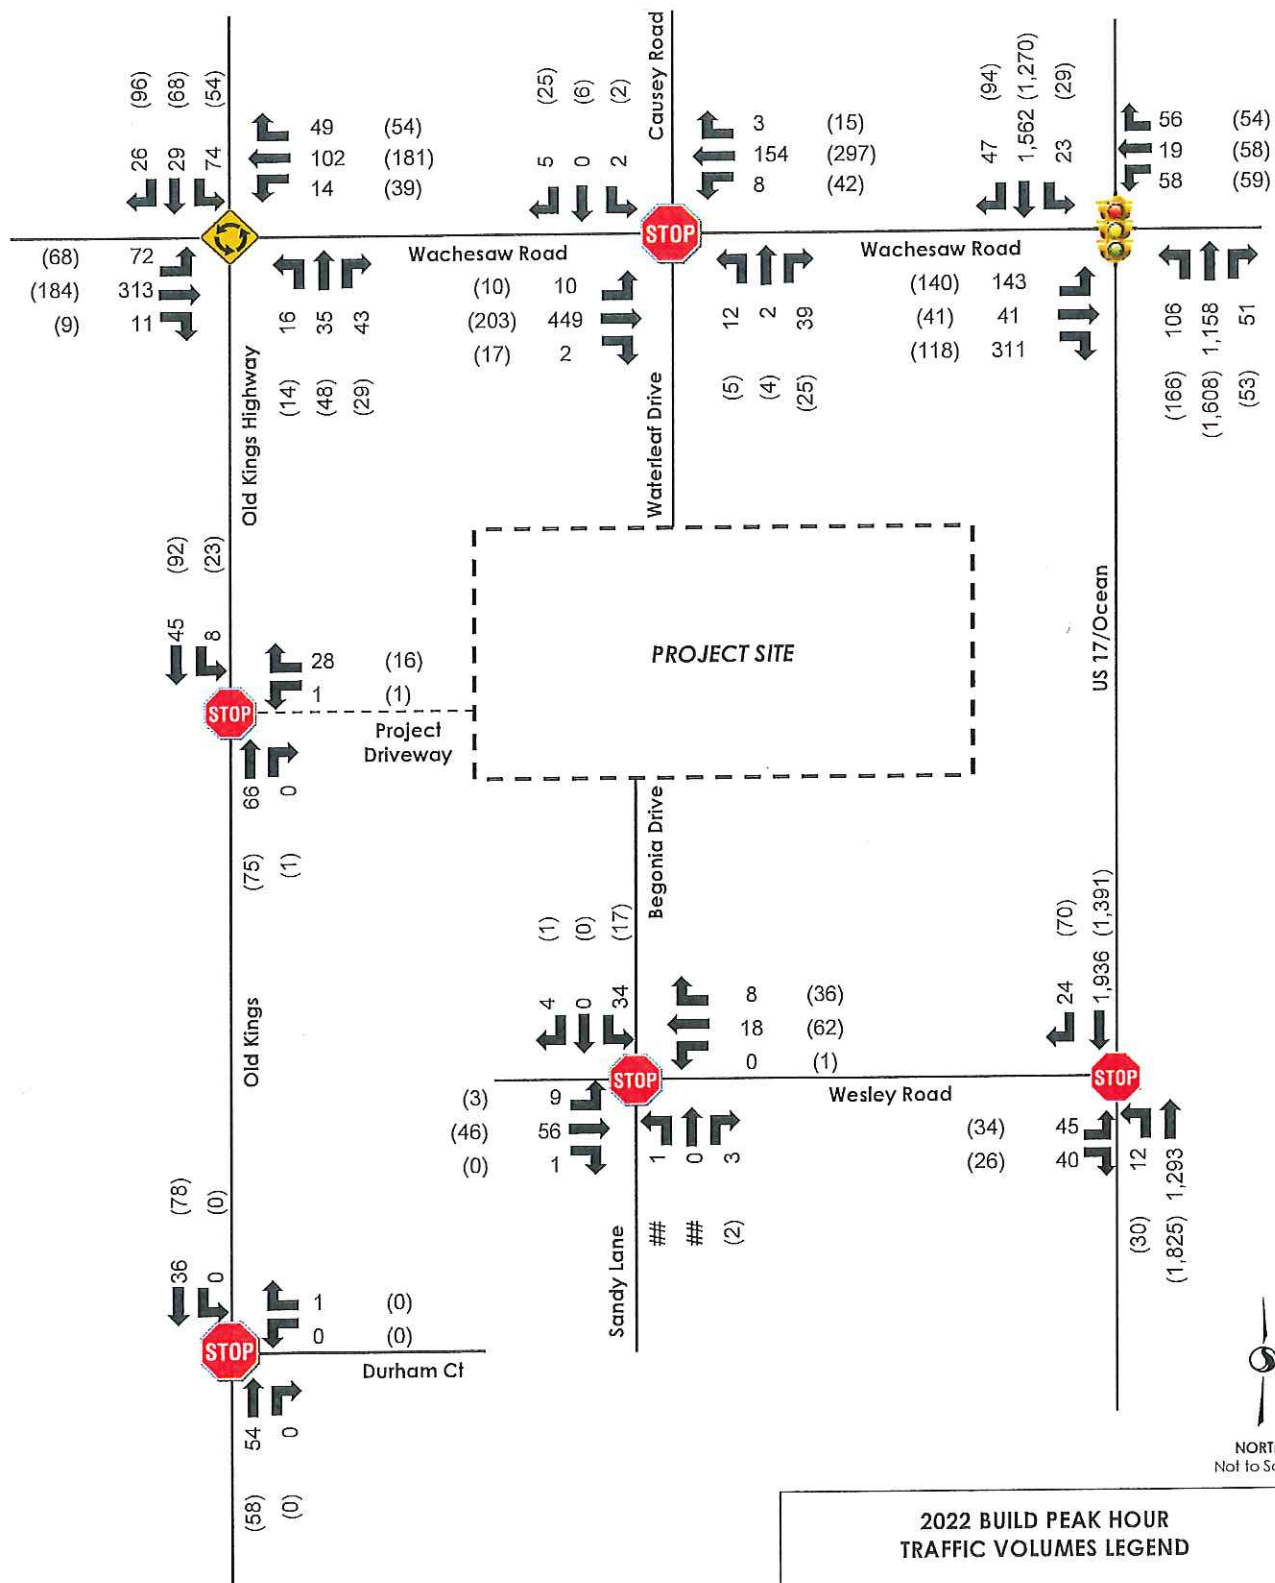 (96) (68) (54)
26 29 74
49 (54)
102 (181)
14 (39)
(25) (6) (2)
5 0 2
Causey Road
3 (15)
154 (297)
8 (42)
(94) (1,270) (29)
47 1,562 23
56 (54)
19 (58)
58 (59)
STOP
Wachesaw Road
Wachesaw Road
(68) 72
(184) 313
(9) 11
16 35 43
(14) (48) (29)
(10) 10
(203) 449
(17) 2
12 2 39
(5) (4) (25)
(140) 143
(41) 41
(118) 311
106 1,158 51
(166) (1,608) (53)
Old Kings Highway
Waterleaf Drive
US 17/Ocean
(92) (23)
45 8
28 (16)
1 (1)
STOP
Project
Driveway
PROJECT SITE
66 0
(75) (1)
Old Kings
Begonia Drive
(1) (0) (17)
4 0 34
8 (36)
18 (62)
0 (1)
(70) (1,391)
24 1,936
STOP
STOP
Wesley Road
(3) 9
(46) 56
(0) 1
1 0 3
## ## (2)
(34) 45
(26) 40
12 1,293
(30) (1,825)
Sandy Lane
(78) (0)
36 0
1 (0)
0 (0)
STOP
Durham Ct
54 0
(58) (0)
NORT
Not to Sc
2022 BUILD PEAK HOUR
TRAFFIC VOLUMES LEGEND